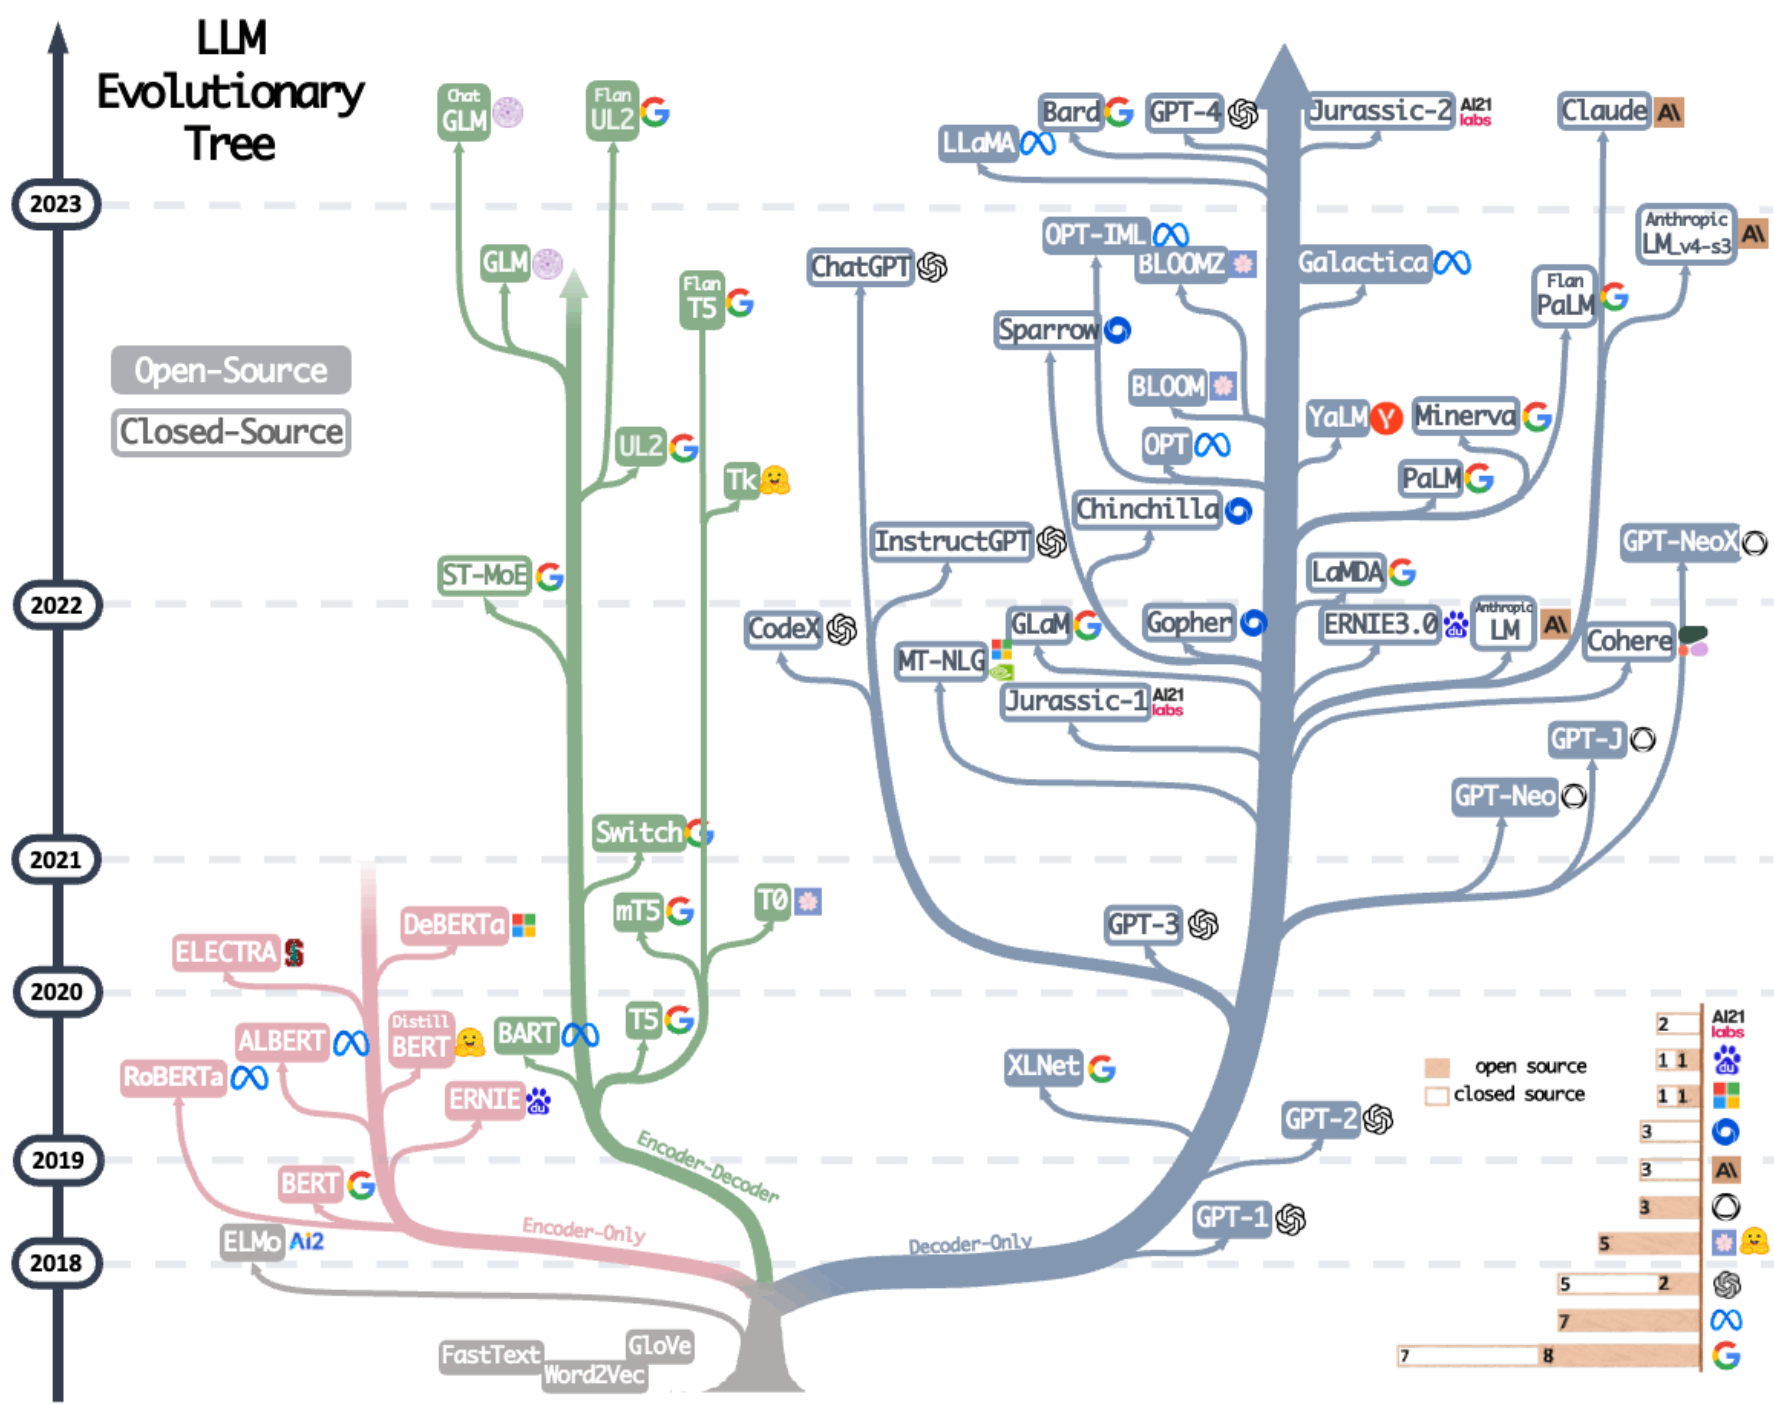 LLM
Evolutionary
Tree
2023
2022
2021
2020
2019
2018
Open-Source
Closed-Source
Chat
GLM
Flan
UL2
GLM
Flan
T5
UL2
Tk
ST-MoE
Switch
mT5
T0
T5
BART
Encoder-Decoder
DeBERTa
ELECTRA
ALBERT
Distill
BERT
RoBERTa
ERNIE
du
BERT
Encoder-Only
ELMo Ai2
FastText
Word2Vec
GloVe
LLaMA
Bard
GPT-4
Jurassic-2 AI21
labs
Claude A\
OPT-IML
BLOOMZ
ChatGPT
Galactica
Anthropic
LM_v4-s3 A\
Flan
PaLM
Sparrow
BLOOM
OPT
YaLM Y
Minerva
PaLM
Chinchilla
InstructGPT
GPT-NeoX
LaMDA
CodeX
GLaM
Gopher
ERNIE3.0 du
Anthropic
LM A\
Cohere
MT-NLG
Jurassic-1 AI21
labs
GPT-J
GPT-Neo
GPT-3
XLNet
GPT-2
GPT-1
Decoder-Only
open source
closed source
2 AI21
labs
1 1 du
1 1
3
3 A\
3
5
5 2
7
7 8